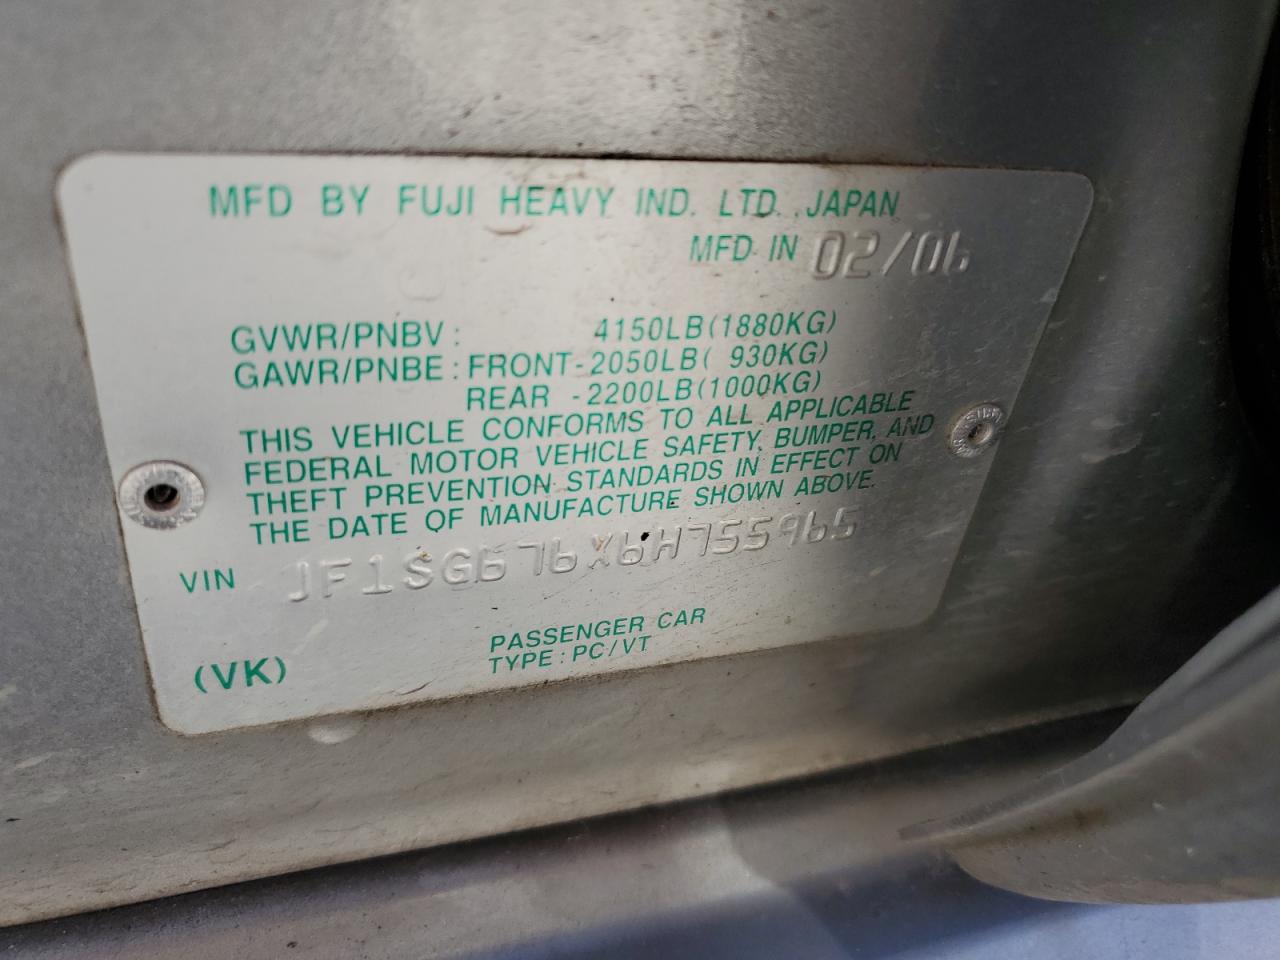 MFD BY FUJI HEAVY IND. LTD. JAPAN
MFD IN 02/06
GVWR/PNBV: 4150LB(1880KG)
GAWR/PNBE: FRONT-2050LB( 930KG)
REAR -2200LB(1000KG)
THIS VEHICLE CONFORMS TO ALL APPLICABLE
FEDERAL MOTOR VEHICLE SAFETY, BUMPER, AND
THEFT PREVENTION STANDARDS IN EFFECT ON
THE DATE OF MANUFACTURE SHOWN ABOVE.
VIN JF1SG676X6H755965
PASSENGER CAR
(VK) TYPE: PC/VT